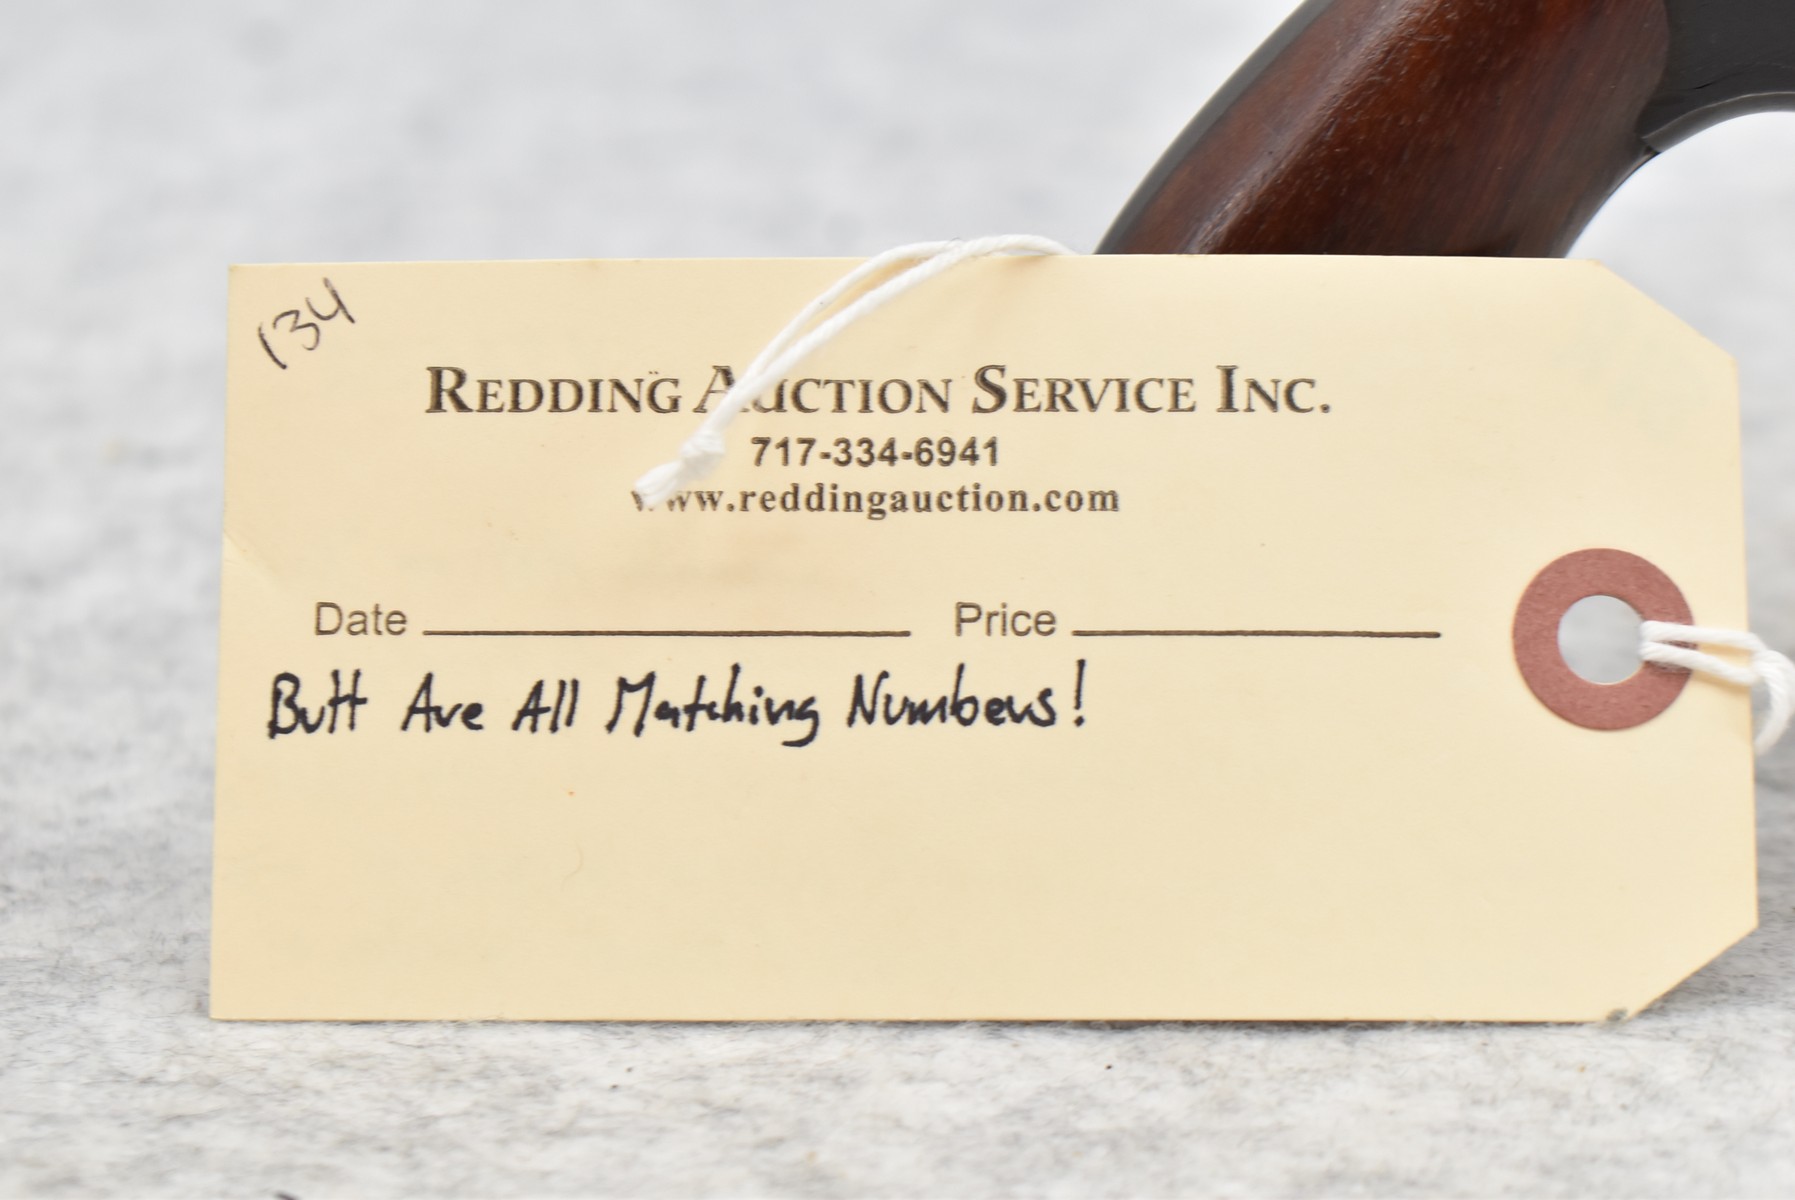 134
REDDING AUCTION SERVICE INC.
717-334-6941
www.reddingauction.com
Date Price
Butt Are All Matching Numbers!